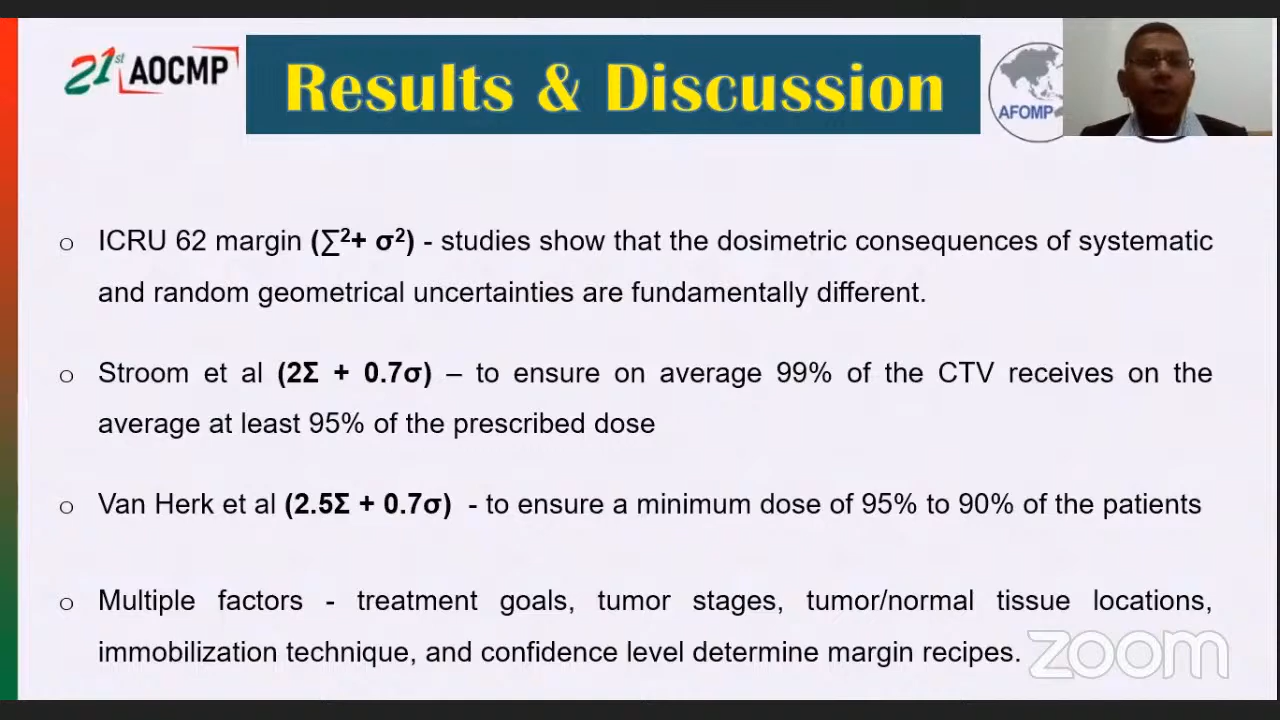 21st AOCMP
Results & Discussion
AFOMP
o ICRU 62 margin (∑²+ σ²) - studies show that the dosimetric consequences of systematic
and random geometrical uncertainties are fundamentally different.
o Stroom et al (2Σ + 0.7σ) – to ensure on average 99% of the CTV receives on the
average at least 95% of the prescribed dose
o Van Herk et al (2.5Σ + 0.7σ) - to ensure a minimum dose of 95% to 90% of the patients
o Multiple factors - treatment goals, tumor stages, tumor/normal tissue locations,
immobilization technique, and confidence level determine margin recipes.
zoom